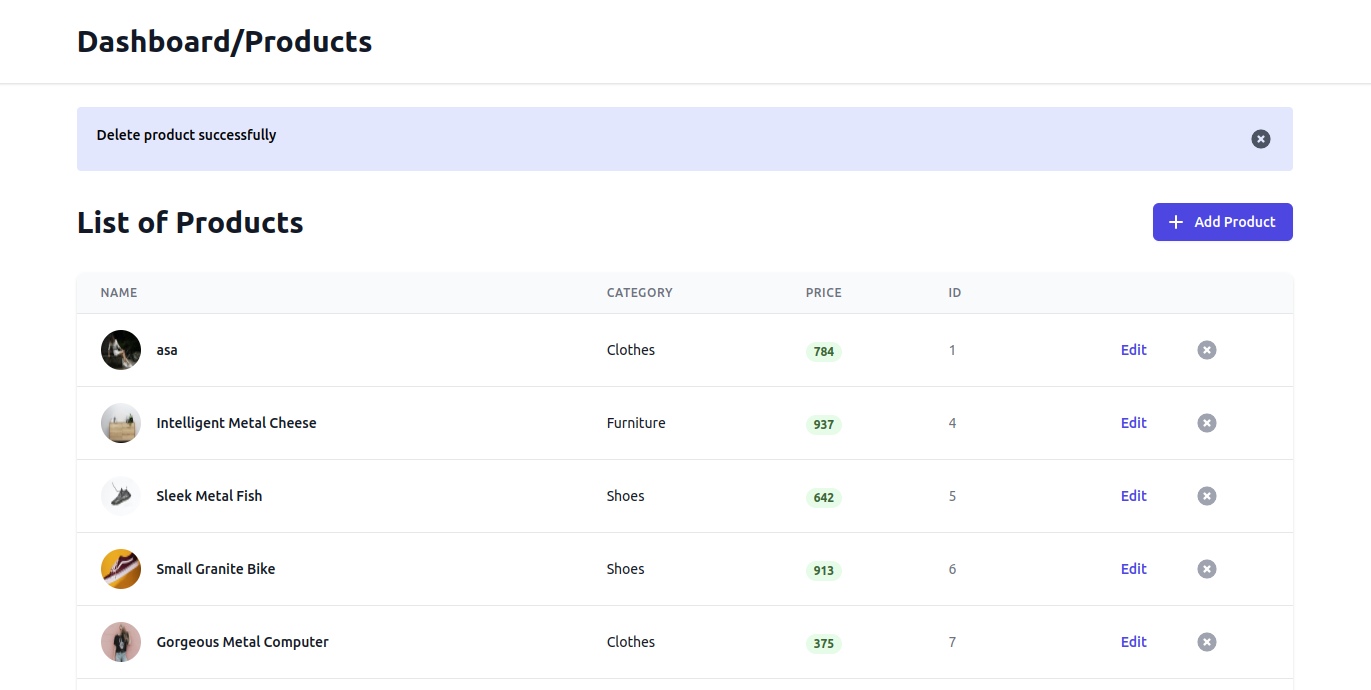 Dashboard/Products
Delete product successfully
List of Products
Add Product
NAME CATEGORY PRICE ID
asa Clothes 784 1 Edit
Intelligent Metal Cheese Furniture 937 4 Edit
Sleek Metal Fish Shoes 642 5 Edit
Small Granite Bike Shoes 913 6 Edit
Gorgeous Metal Computer Clothes 375 7 Edit